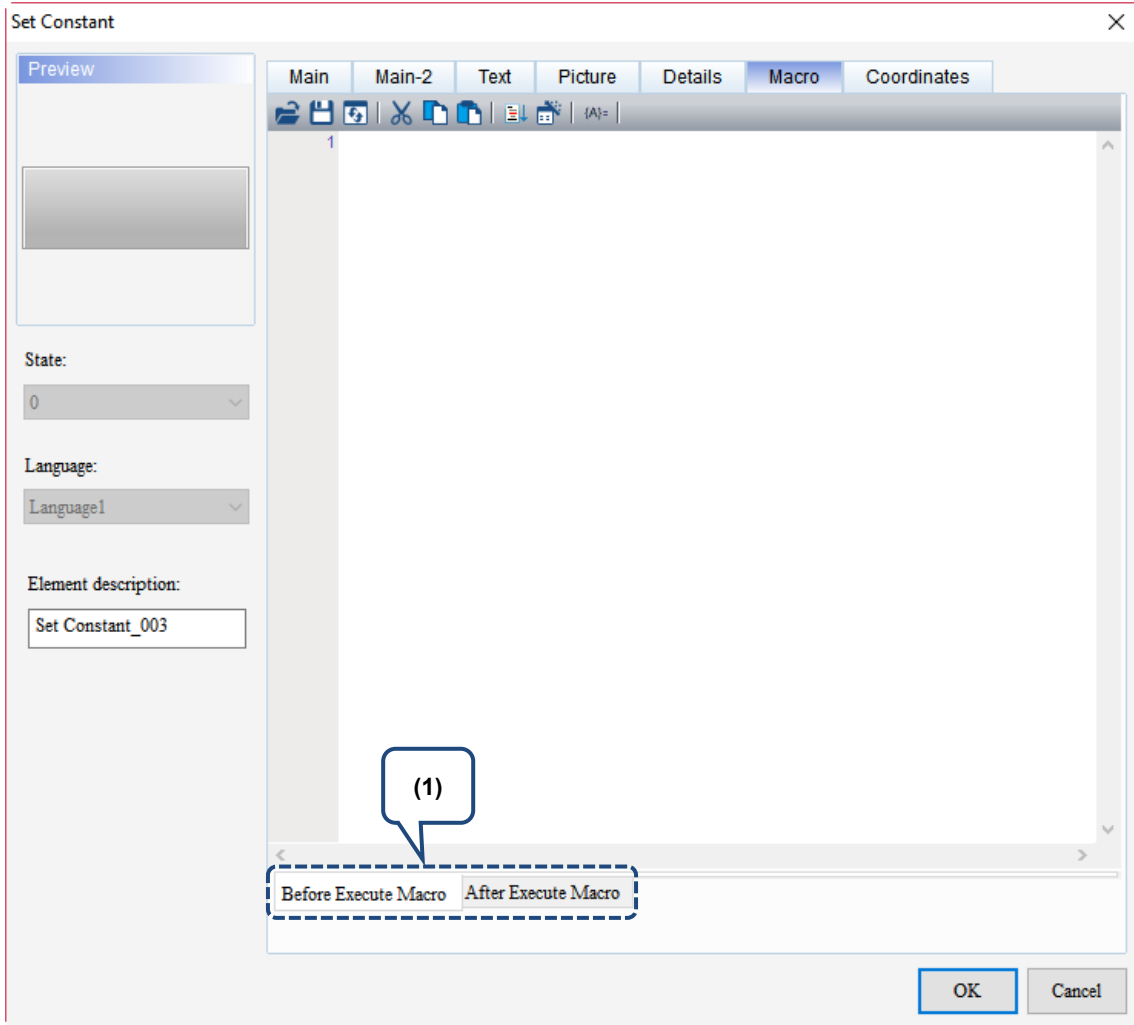 Set Constant
Preview
Main Main-2 Text Picture Details Macro Coordinates
{A}=
1
State:
0
Language:
Language1
Element description:
Set Constant_003
(1)
Before Execute Macro After Execute Macro
OK Cancel